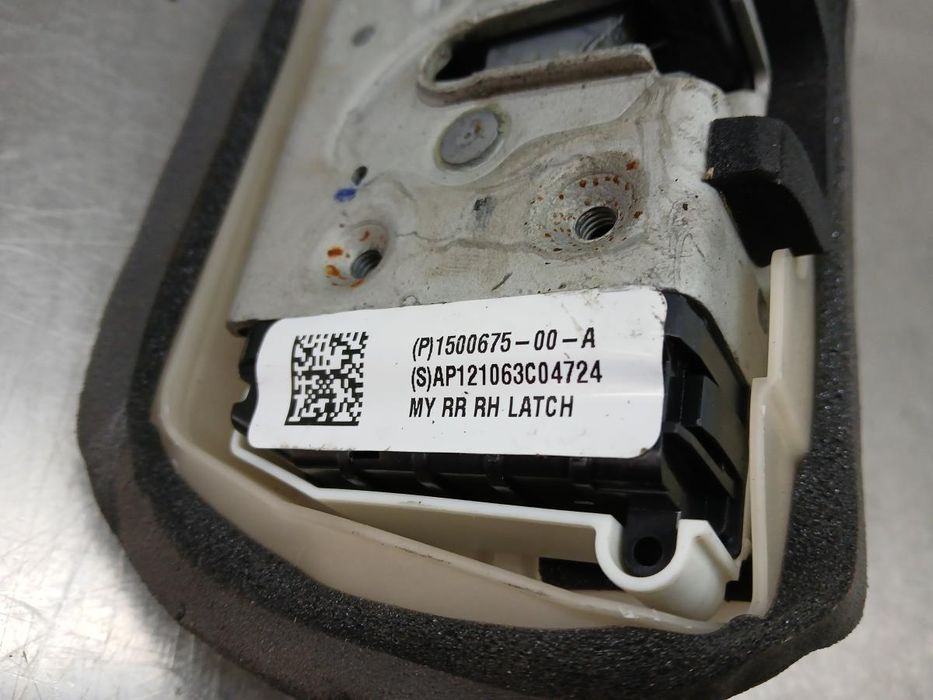 (P)1500675-00-A
(S)AP121063C04724
MY RR RH LATCH